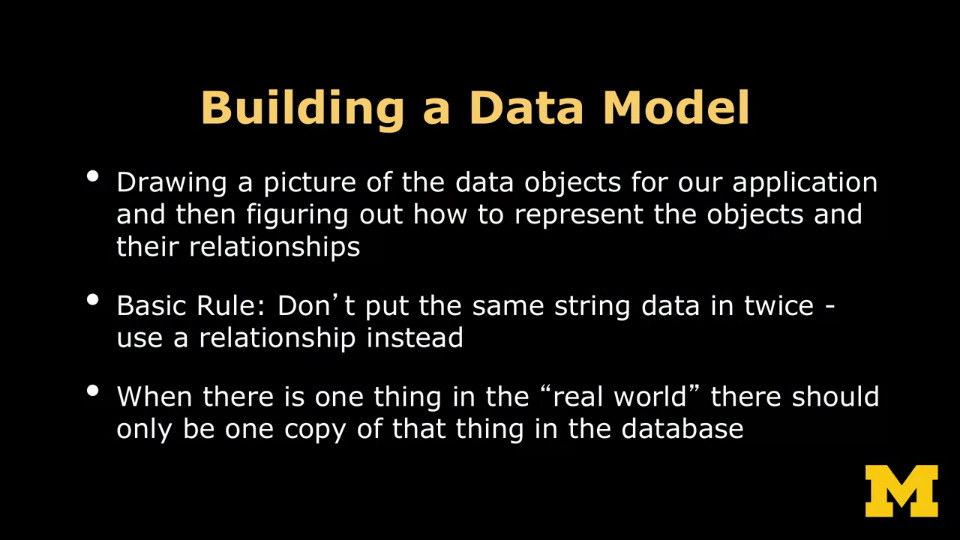 Building a Data Model
• Drawing a picture of the data objects for our application
and then figuring out how to represent the objects and
their relationships
• Basic Rule: Don’t put the same string data in twice -
use a relationship instead
• When there is one thing in the “real world” there should
only be one copy of that thing in the database
M